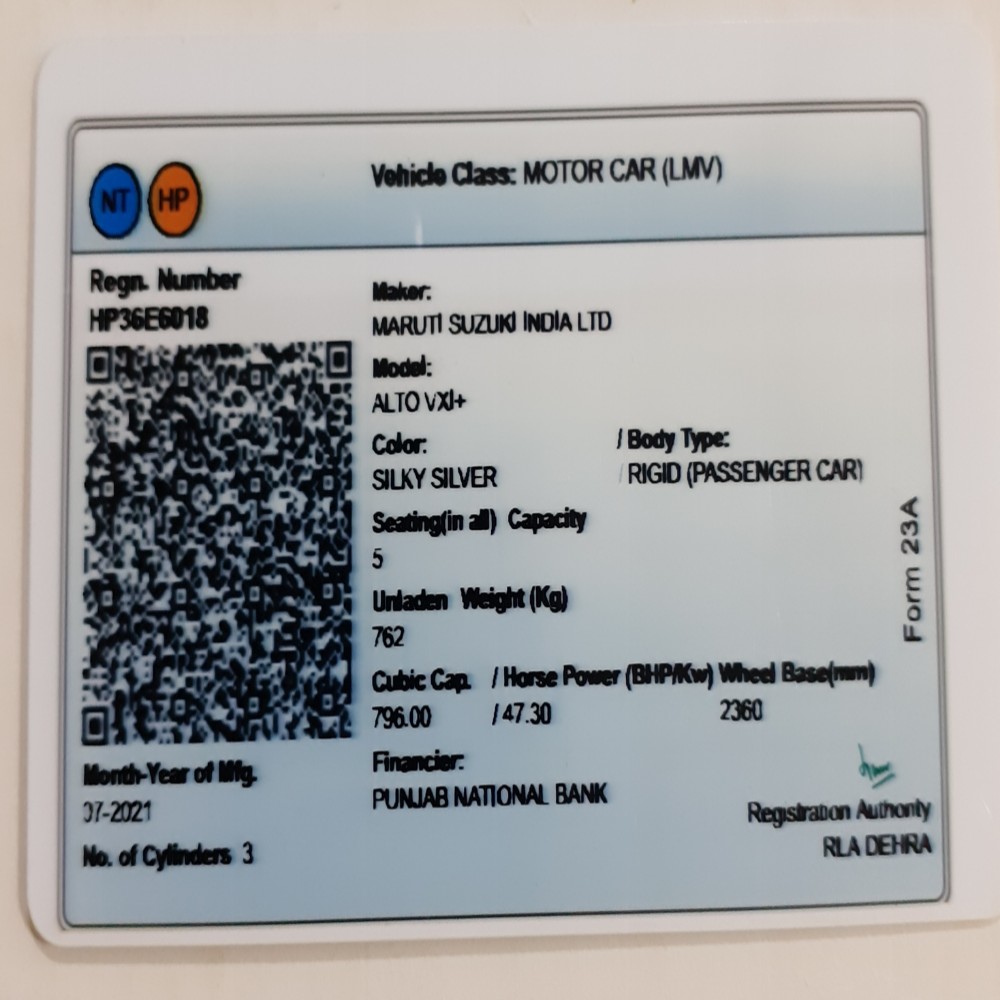 NT HP
Vehicle Class: MOTOR CAR (LMV)
Regn. Number
HP36E6018
Maker:
MARUTI SUZUKI INDIA LTD
Model:
ALTO VXI+
Color: / Body Type:
SILKY SILVER / RIGID (PASSENGER CAR)
Seating(in all) Capacity
5
Unladen Weight (Kg)
762
Cubic Cap. / Horse Power (BHP/Kw) Wheel Base(mm)
796.00 / 47.30 2360
Financier:
PUNJAB NATIONAL BANK
Month-Year of Mfg.
07-2021
No. of Cylinders 3
Form 23A
Registration Authority
RLA DEHRA